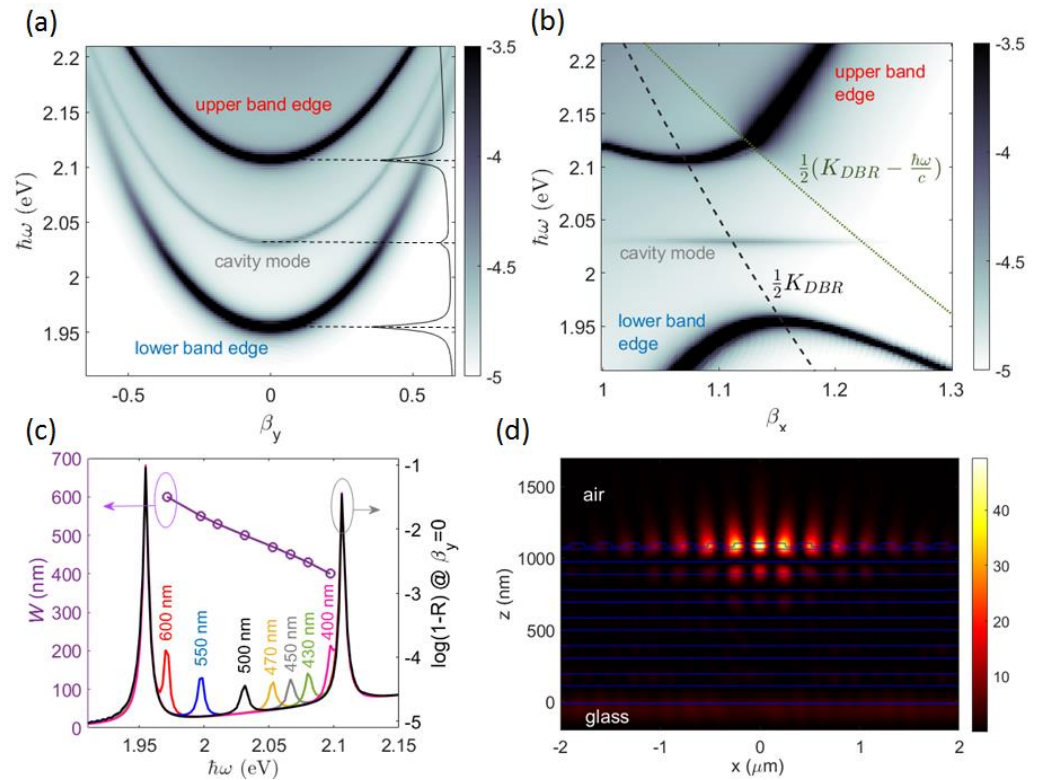 (a)
2.2
2.15
2.1
2.05
2
1.95
ħω (eV)
upper band edge
cavity mode
lower band edge
-0.5
0
0.5
β_y
-3.5
-4
-4.5
-5
(b)
2.2
2.15
2.1
2.05
2
1.95
ħω (eV)
upper band
edge
½(K_DBR − ħω/c)
cavity mode
½K_DBR
lower band
edge
1
1.1
1.2
1.3
β_x
-3.5
-4
-4.5
-5
(c)
700
600
500
400
300
200
100
0
W (nm)
600 nm
550 nm
500 nm
470 nm
450 nm
430 nm
400 nm
1.95
2
2.05
2.1
2.15
ħω (eV)
-1
-2
-3
-4
-5
log(1-R) @ β_y=0
(d)
1500
1000
500
0
z (nm)
air
glass
-2
-1
0
1
2
x (μm)
40
30
20
10